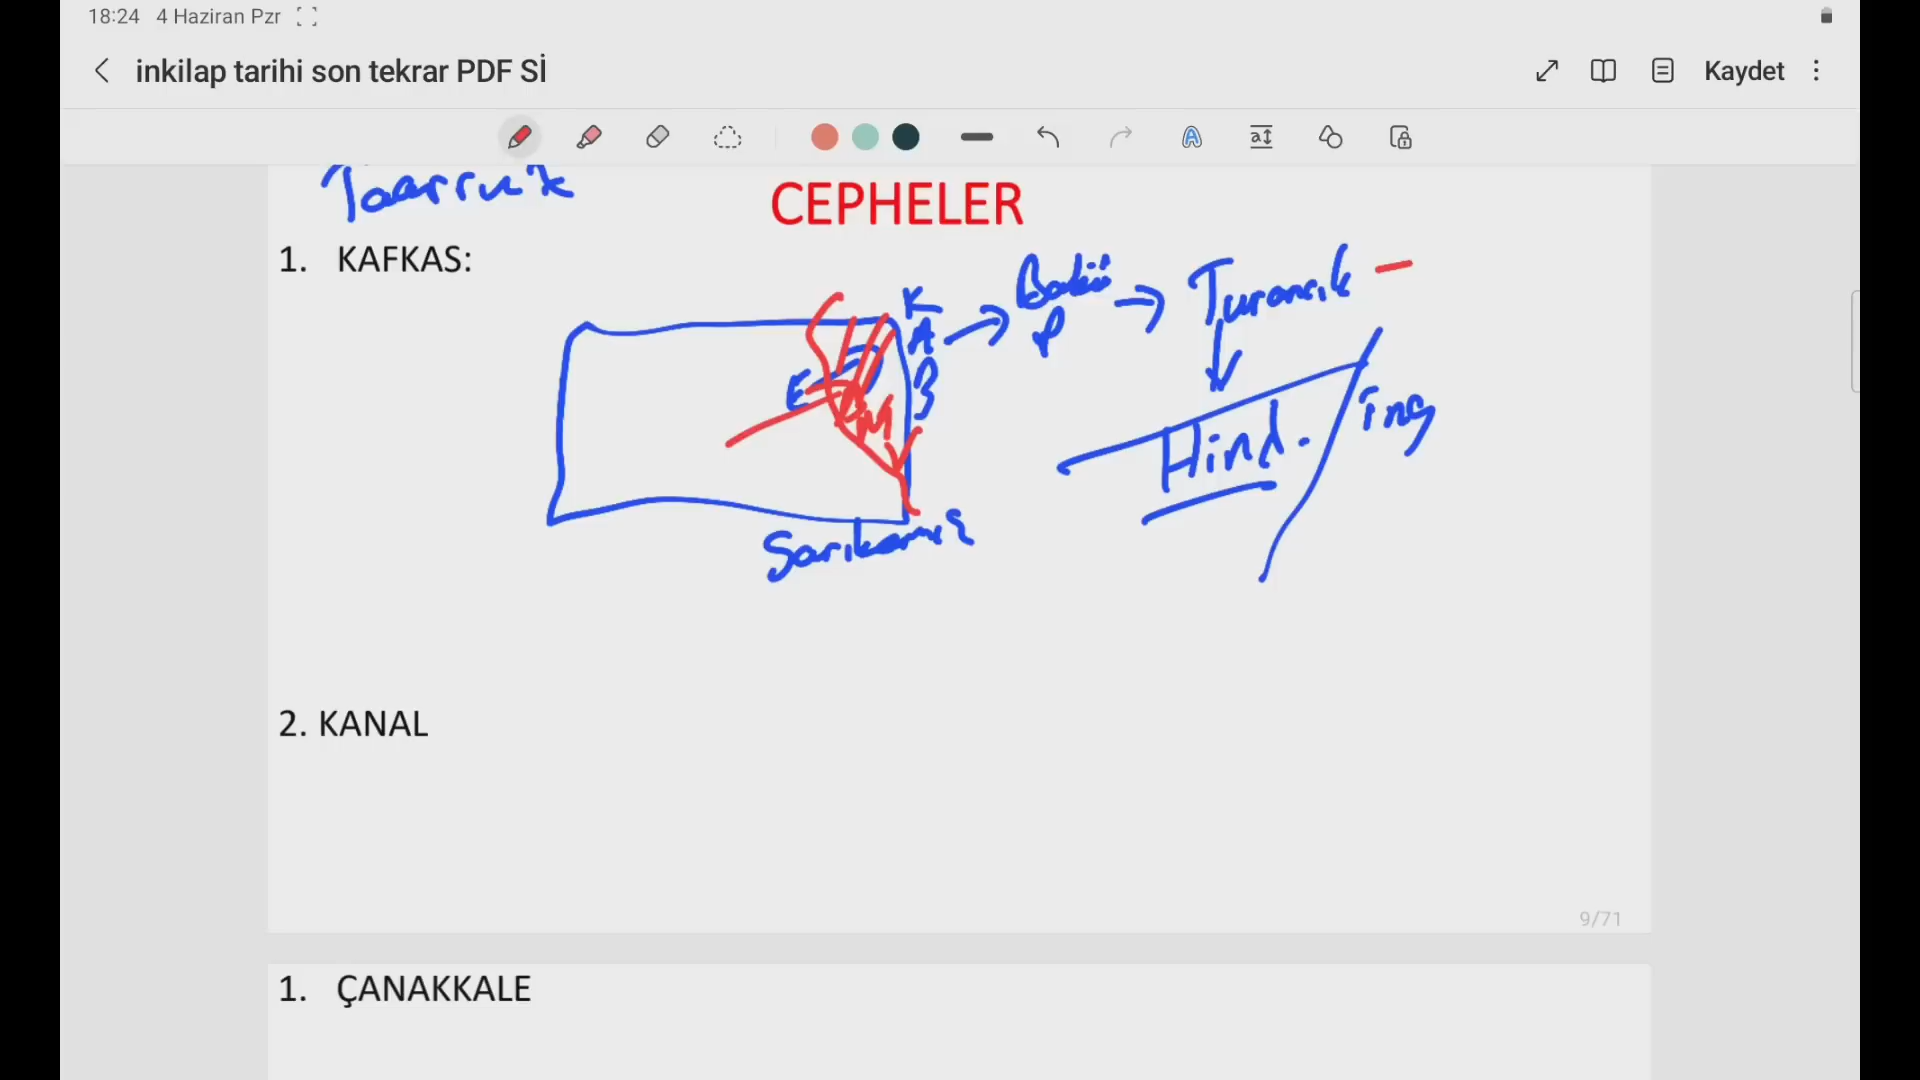 18:24 4 Haziran Pzr
inkilap tarihi son tekrar PDF Sİ
Kaydet
Taarruz
CEPHELER
1. KAFKAS:
K
A
B
Bakü
P
Turancılık
E
Hind.
ing
Sarıkamış
2. KANAL
9/71
1. ÇANAKKALE